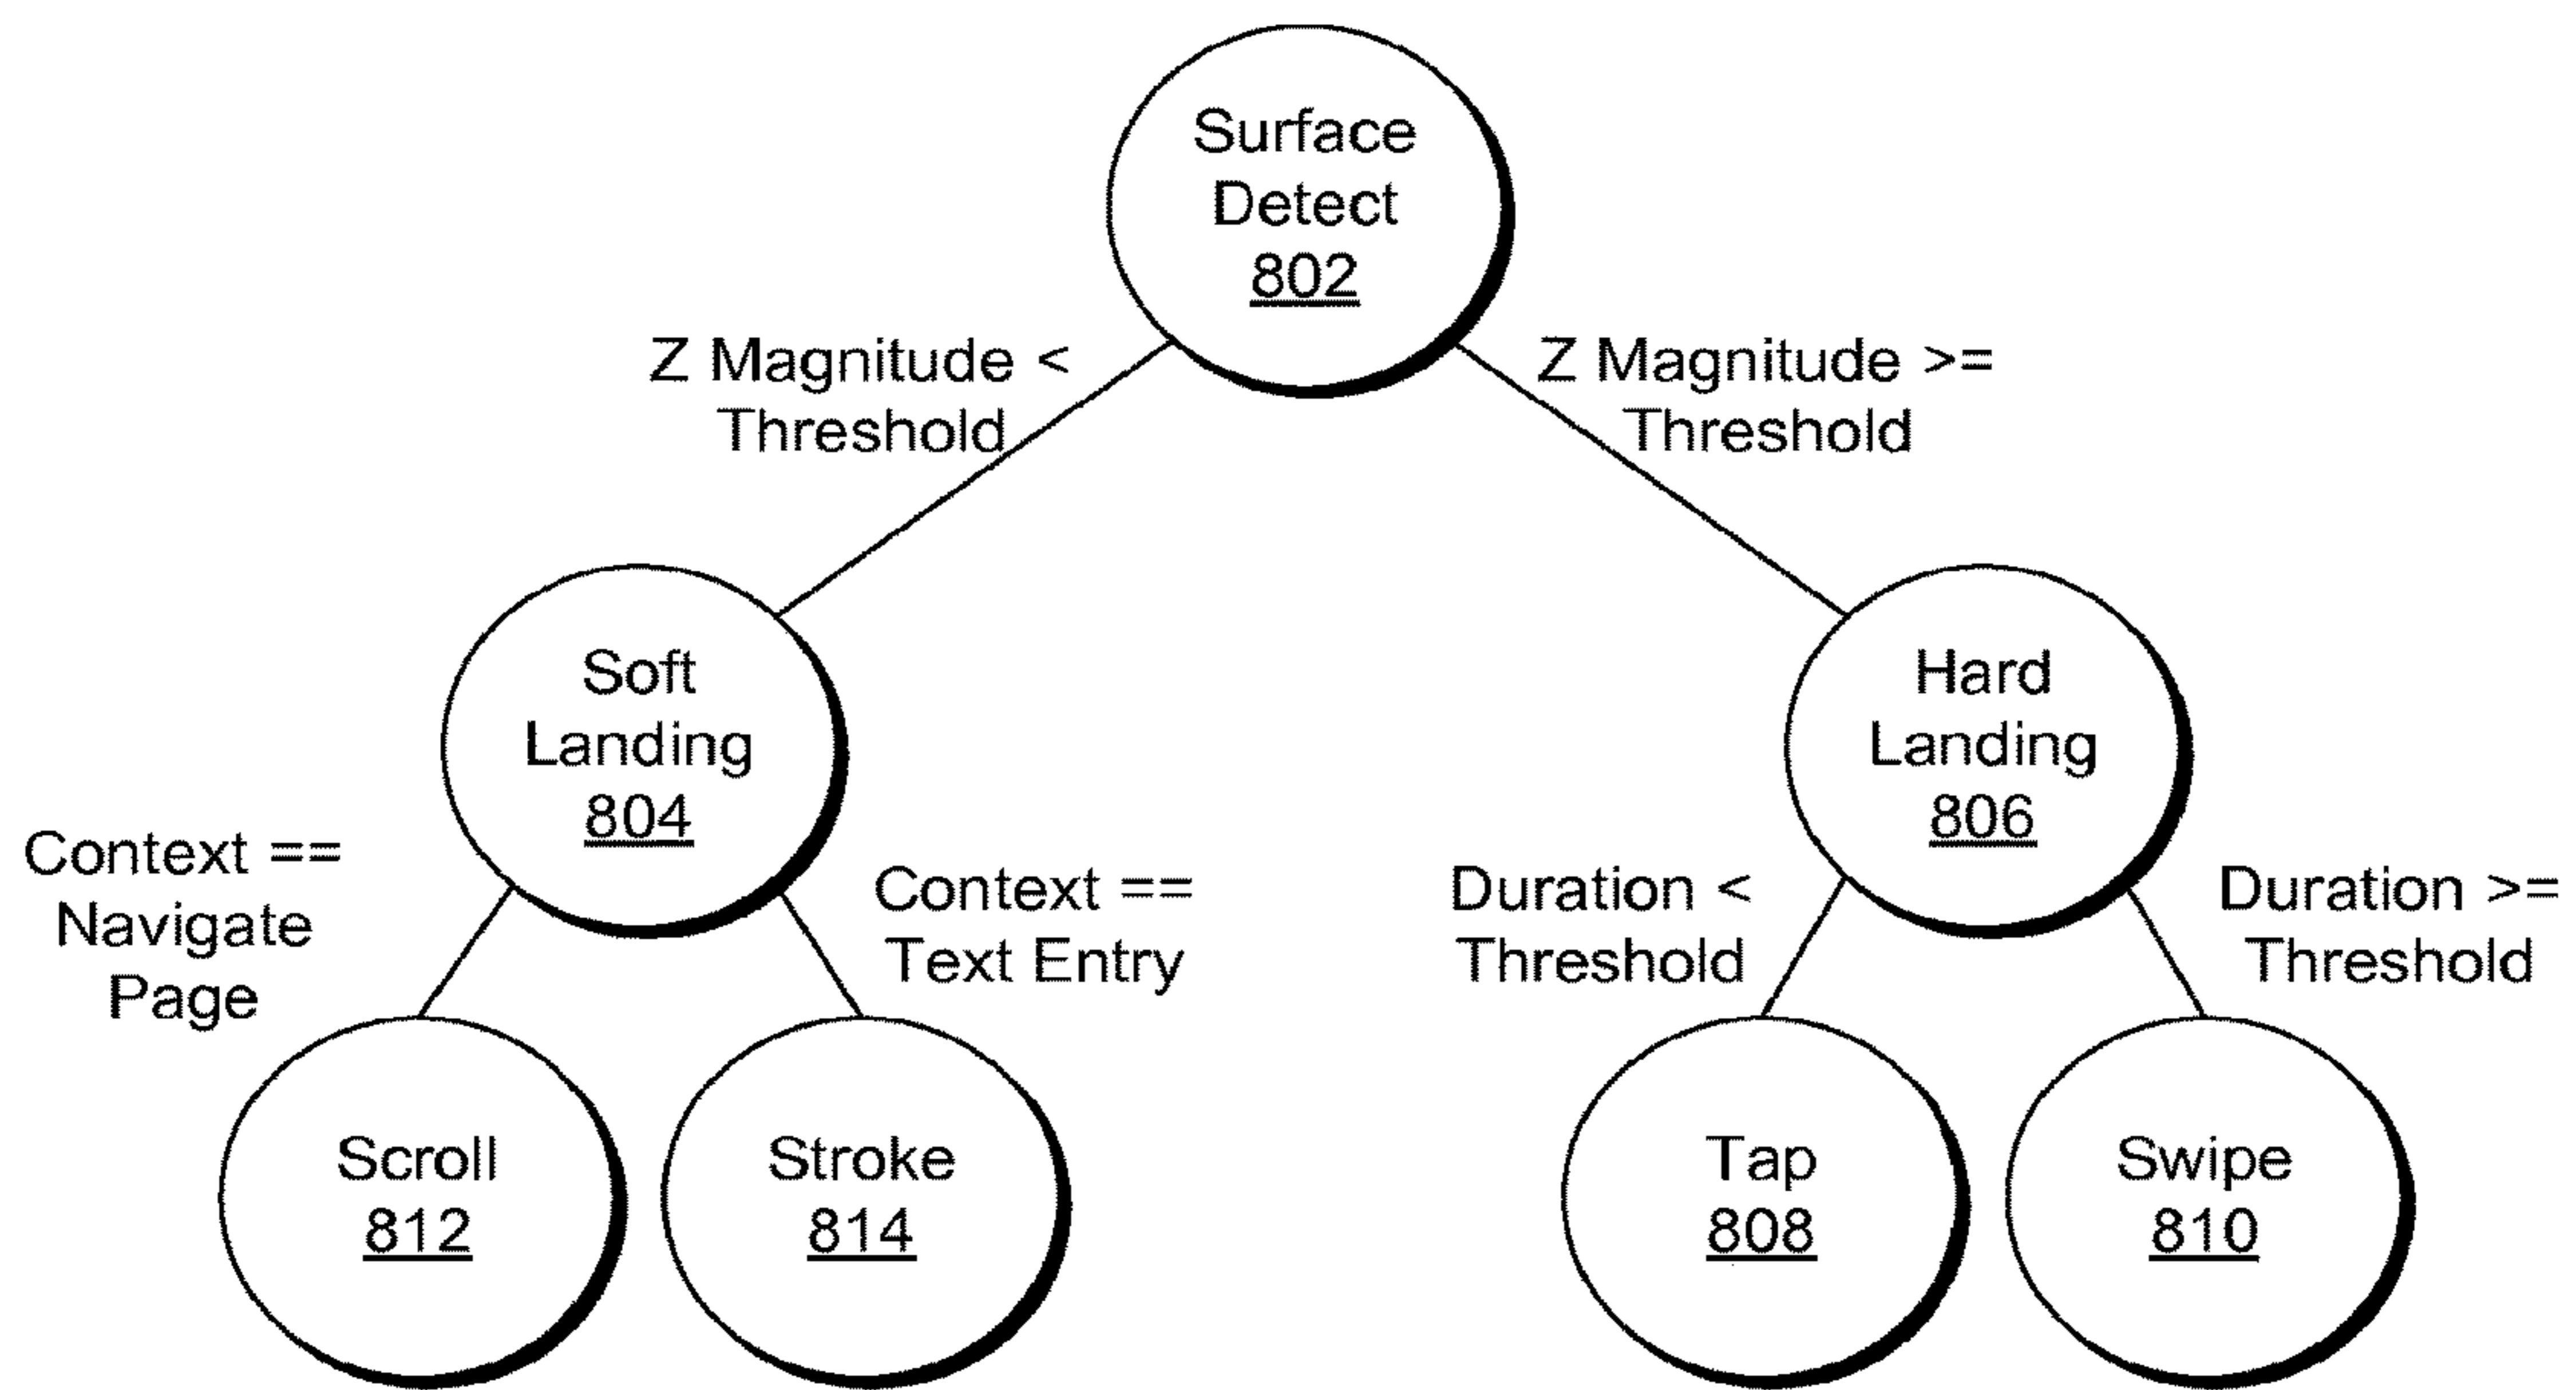 Surface
Detect
802
Z Magnitude <
Threshold
Z Magnitude >=
Threshold
Soft
Landing
804
Hard
Landing
806
Context ==
Navigate
Page
Context ==
Text Entry
Duration <
Threshold
Duration >=
Threshold
Scroll
812
Stroke
814
Tap
808
Swipe
810